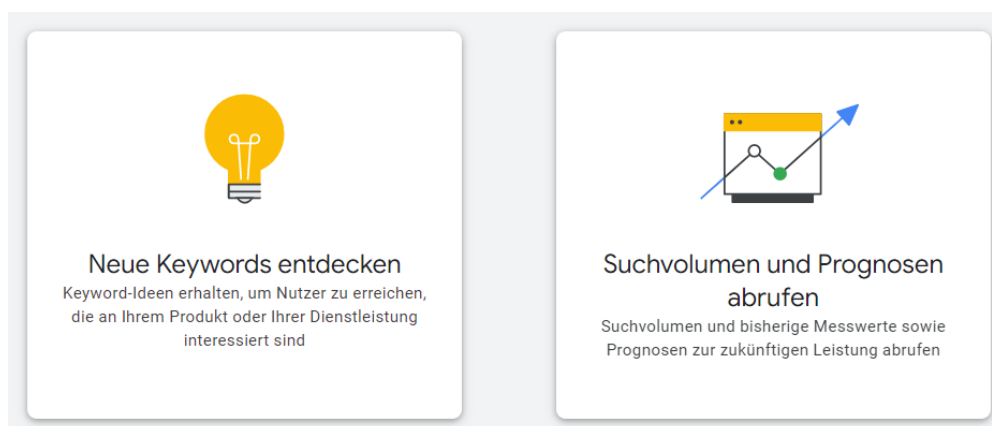 Neue Keywords entdecken
Keyword-Ideen erhalten, um Nutzer zu erreichen,
die an Ihrem Produkt oder Ihrer Dienstleistung
interessiert sind
Suchvolumen und Prognosen
abrufen
Suchvolumen und bisherige Messwerte sowie
Prognosen zur zukünftigen Leistung abrufen